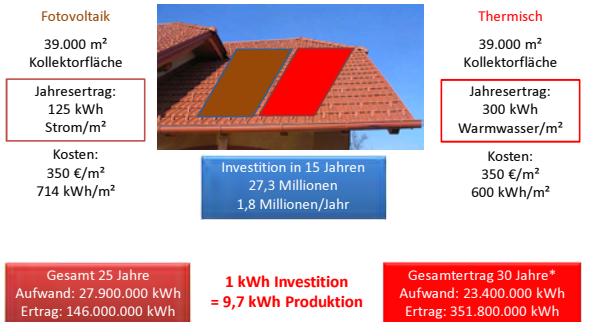 Fotovoltaik
39.000 m²
Kollektorfläche
Jahresertrag:
125 kWh
Strom/m²
Kosten:
350 €/m²
714 kWh/m²
Thermisch
39.000 m²
Kollektorfläche
Jahresertrag:
300 kWh
Warmwasser/m²
Kosten:
350 €/m²
600 kWh/m²
Investition in 15 Jahren
27,3 Millionen
1,8 Millionen/Jahr
Gesamt 25 Jahre
Aufwand: 27.900.000 kWh
Ertrag: 146.000.000 kWh
1 kWh Investition
= 9,7 kWh Produktion
Gesamtertrag 30 Jahre*
Aufwand: 23.400.000 kWh
Ertrag: 351.800.000 kWh